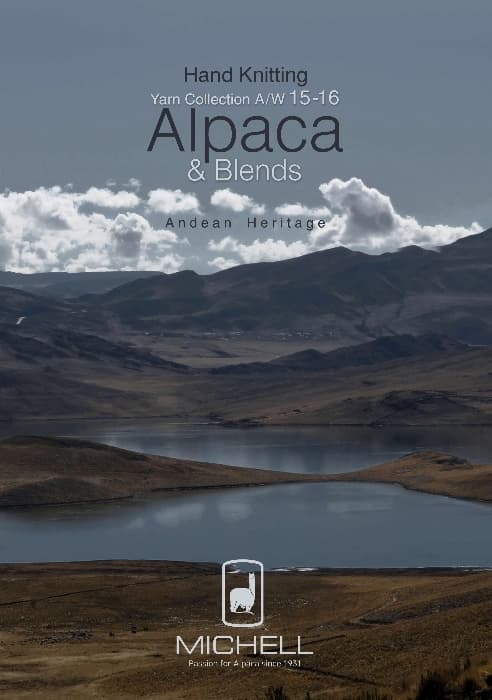 Hand Knitting
Yarn Collection A/W 15-16
Alpaca
& Blends
Andean Heritage
MICHELL
Passion for Alpaca since 1931